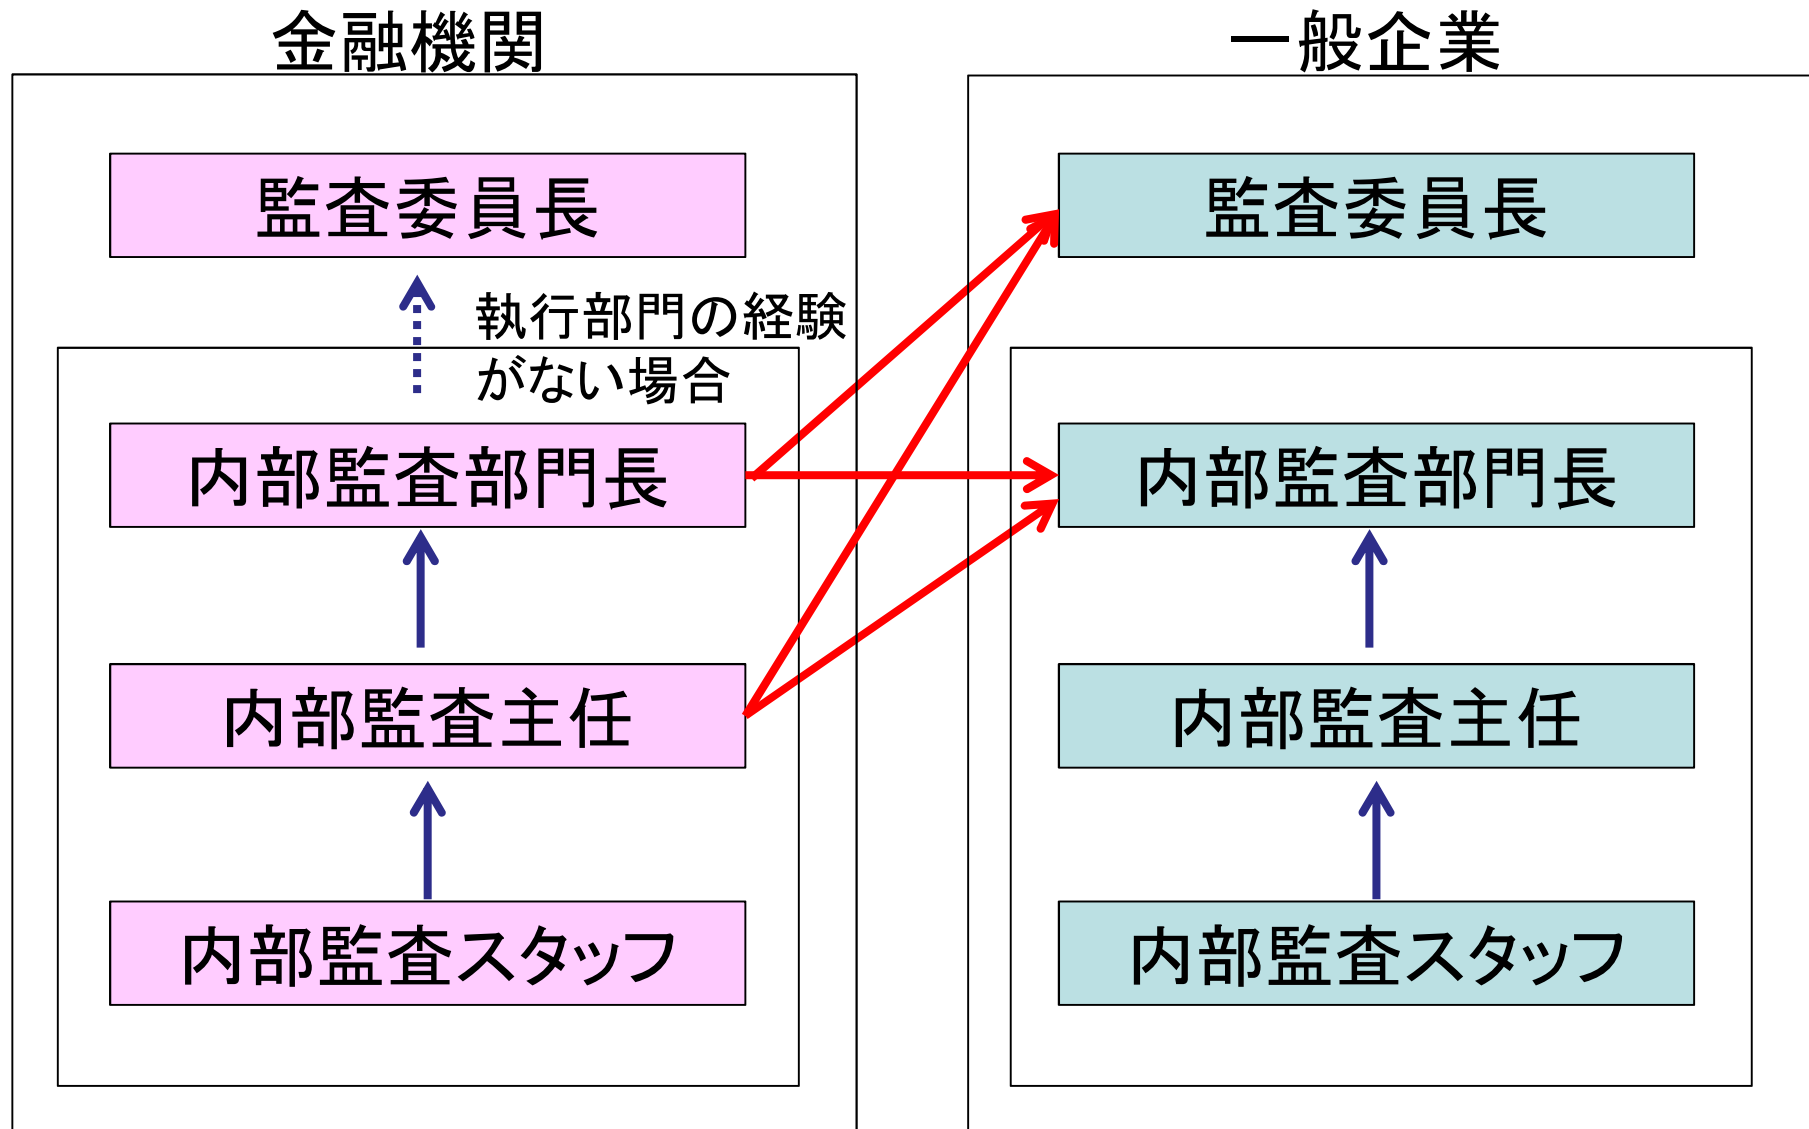 金融機関
監査委員長
執行部門の経験
がない場合
内部監査部門長
内部監査主任
内部監査スタッフ
一般企業
監査委員長
内部監査部門長
内部監査主任
内部監査スタッフ